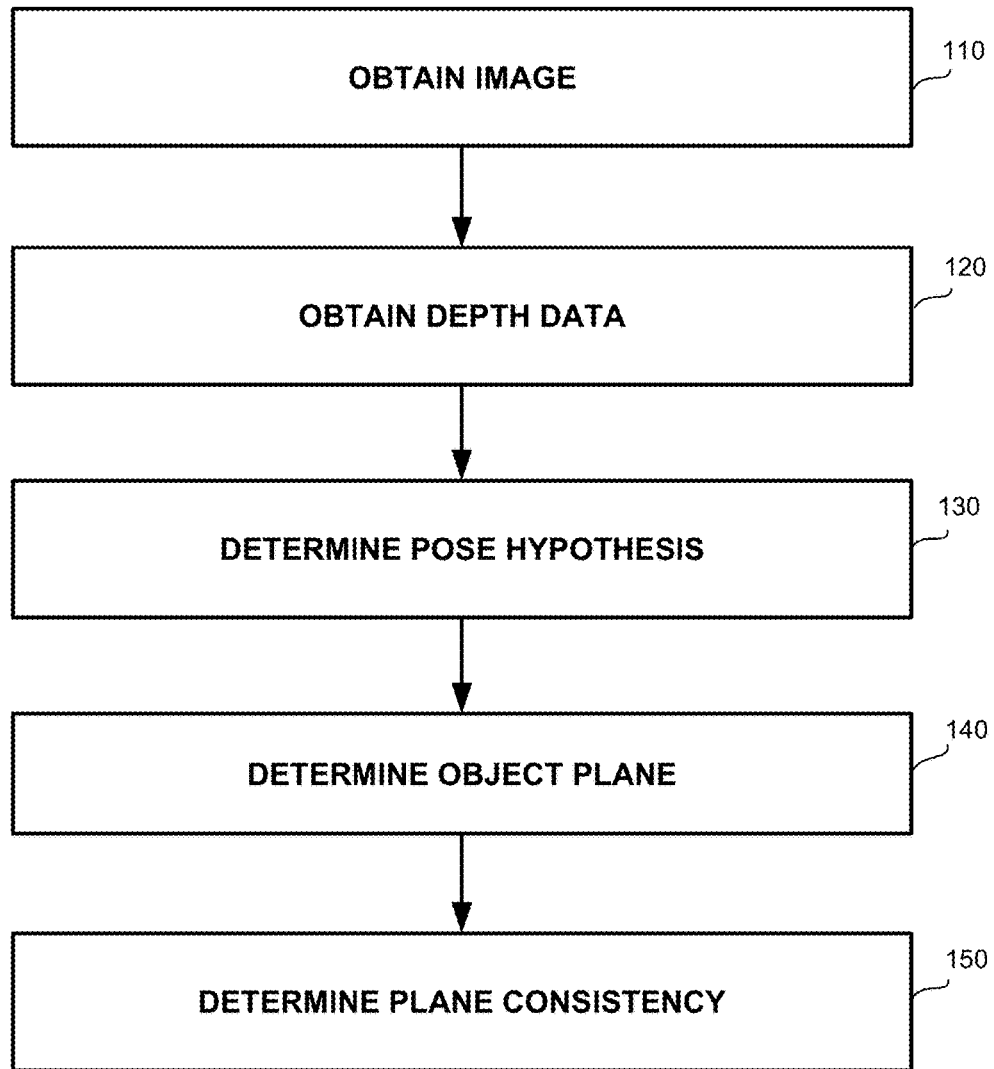 OBTAIN IMAGE
110
OBTAIN DEPTH DATA
120
DETERMINE POSE HYPOTHESIS
130
DETERMINE OBJECT PLANE
140
DETERMINE PLANE CONSISTENCY
150